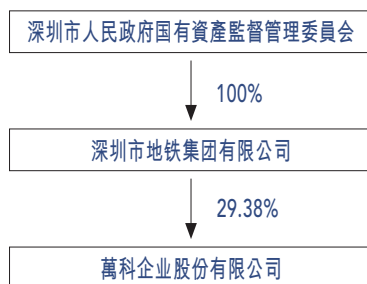 深圳市人民政府国有資產監督管理委員会
100%
深圳市地铁集团有限公司
29.38%
萬科企业股份有限公司